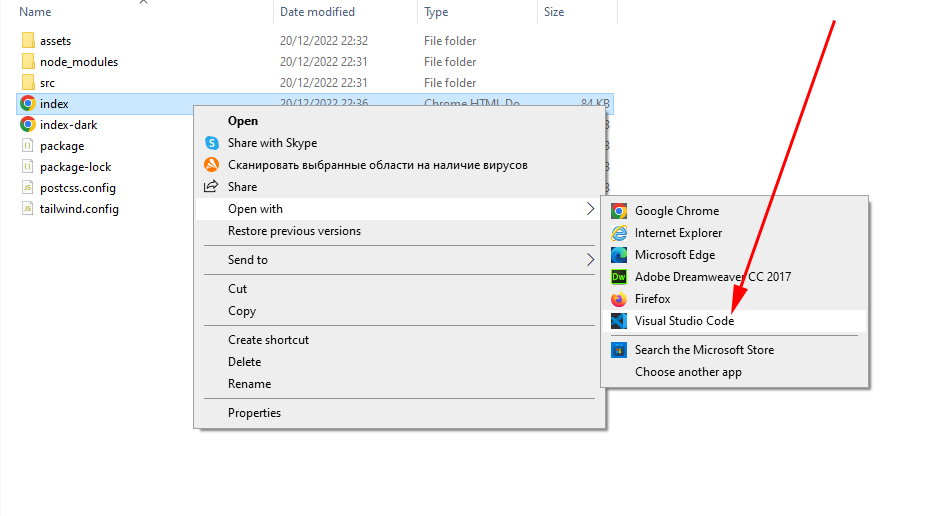 Name Date modified Type Size
assets 20/12/2022 22:32 File folder
node_modules 20/12/2022 22:31 File folder
src 20/12/2022 22:31 File folder
index 20/12/2022 22:36 Chrome HTML Do... 84 KB
index-dark
package
package-lock
postcss.config
tailwind.config
Open
Share with Skype
Сканировать выбранные области на наличие вирусов
Share
Open with
Restore previous versions
Send to
Cut
Copy
Create shortcut
Delete
Rename
Properties
Google Chrome
Internet Explorer
Microsoft Edge
Dw Adobe Dreamweaver CC 2017
Firefox
Visual Studio Code
Search the Microsoft Store
Choose another app